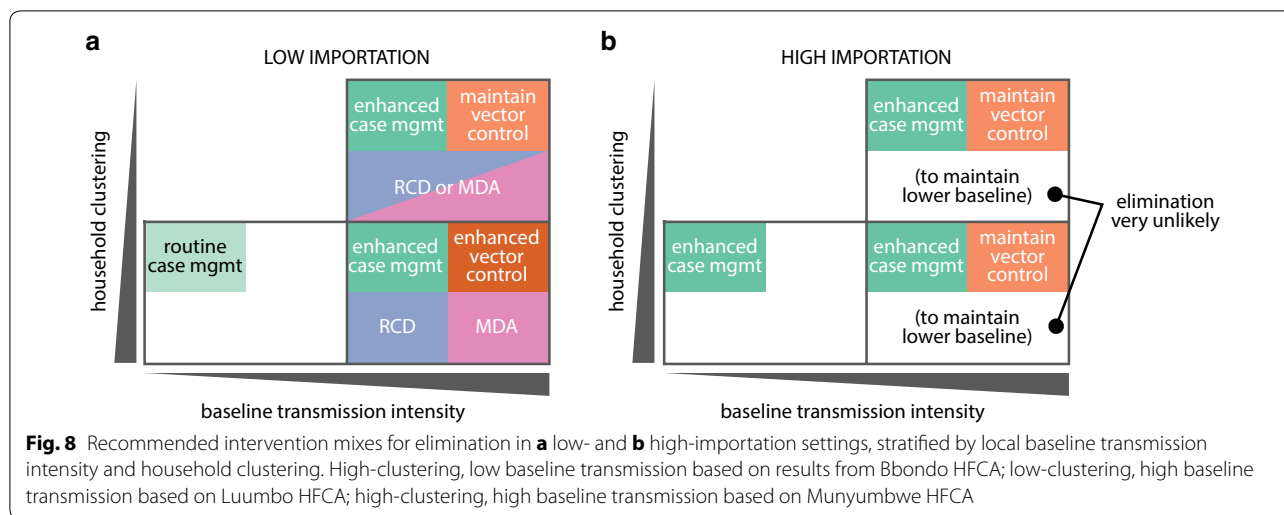 a
LOW IMPORTATION
household clustering
enhanced
case mgmt
maintain
vector
control
RCD or MDA
routine
case mgmt
enhanced
case mgmt
enhanced
vector
control
RCD
MDA
baseline transmission intensity
b
HIGH IMPORTATION
household clustering
enhanced
case mgmt
maintain
vector
control
(to maintain
lower baseline)
elimination
very unlikely
enhanced
case mgmt
enhanced
case mgmt
maintain
vector
control
(to maintain
lower baseline)
baseline transmission intensity
Fig. 8 Recommended intervention mixes for elimination in a low- and b high-importation settings, stratified by local baseline transmission
intensity and household clustering. High-clustering, low baseline transmission based on results from Bbondo HFCA; low-clustering, high baseline
transmission based on Luumbo HFCA; high-clustering, high baseline transmission based on Munyumbwe HFCA